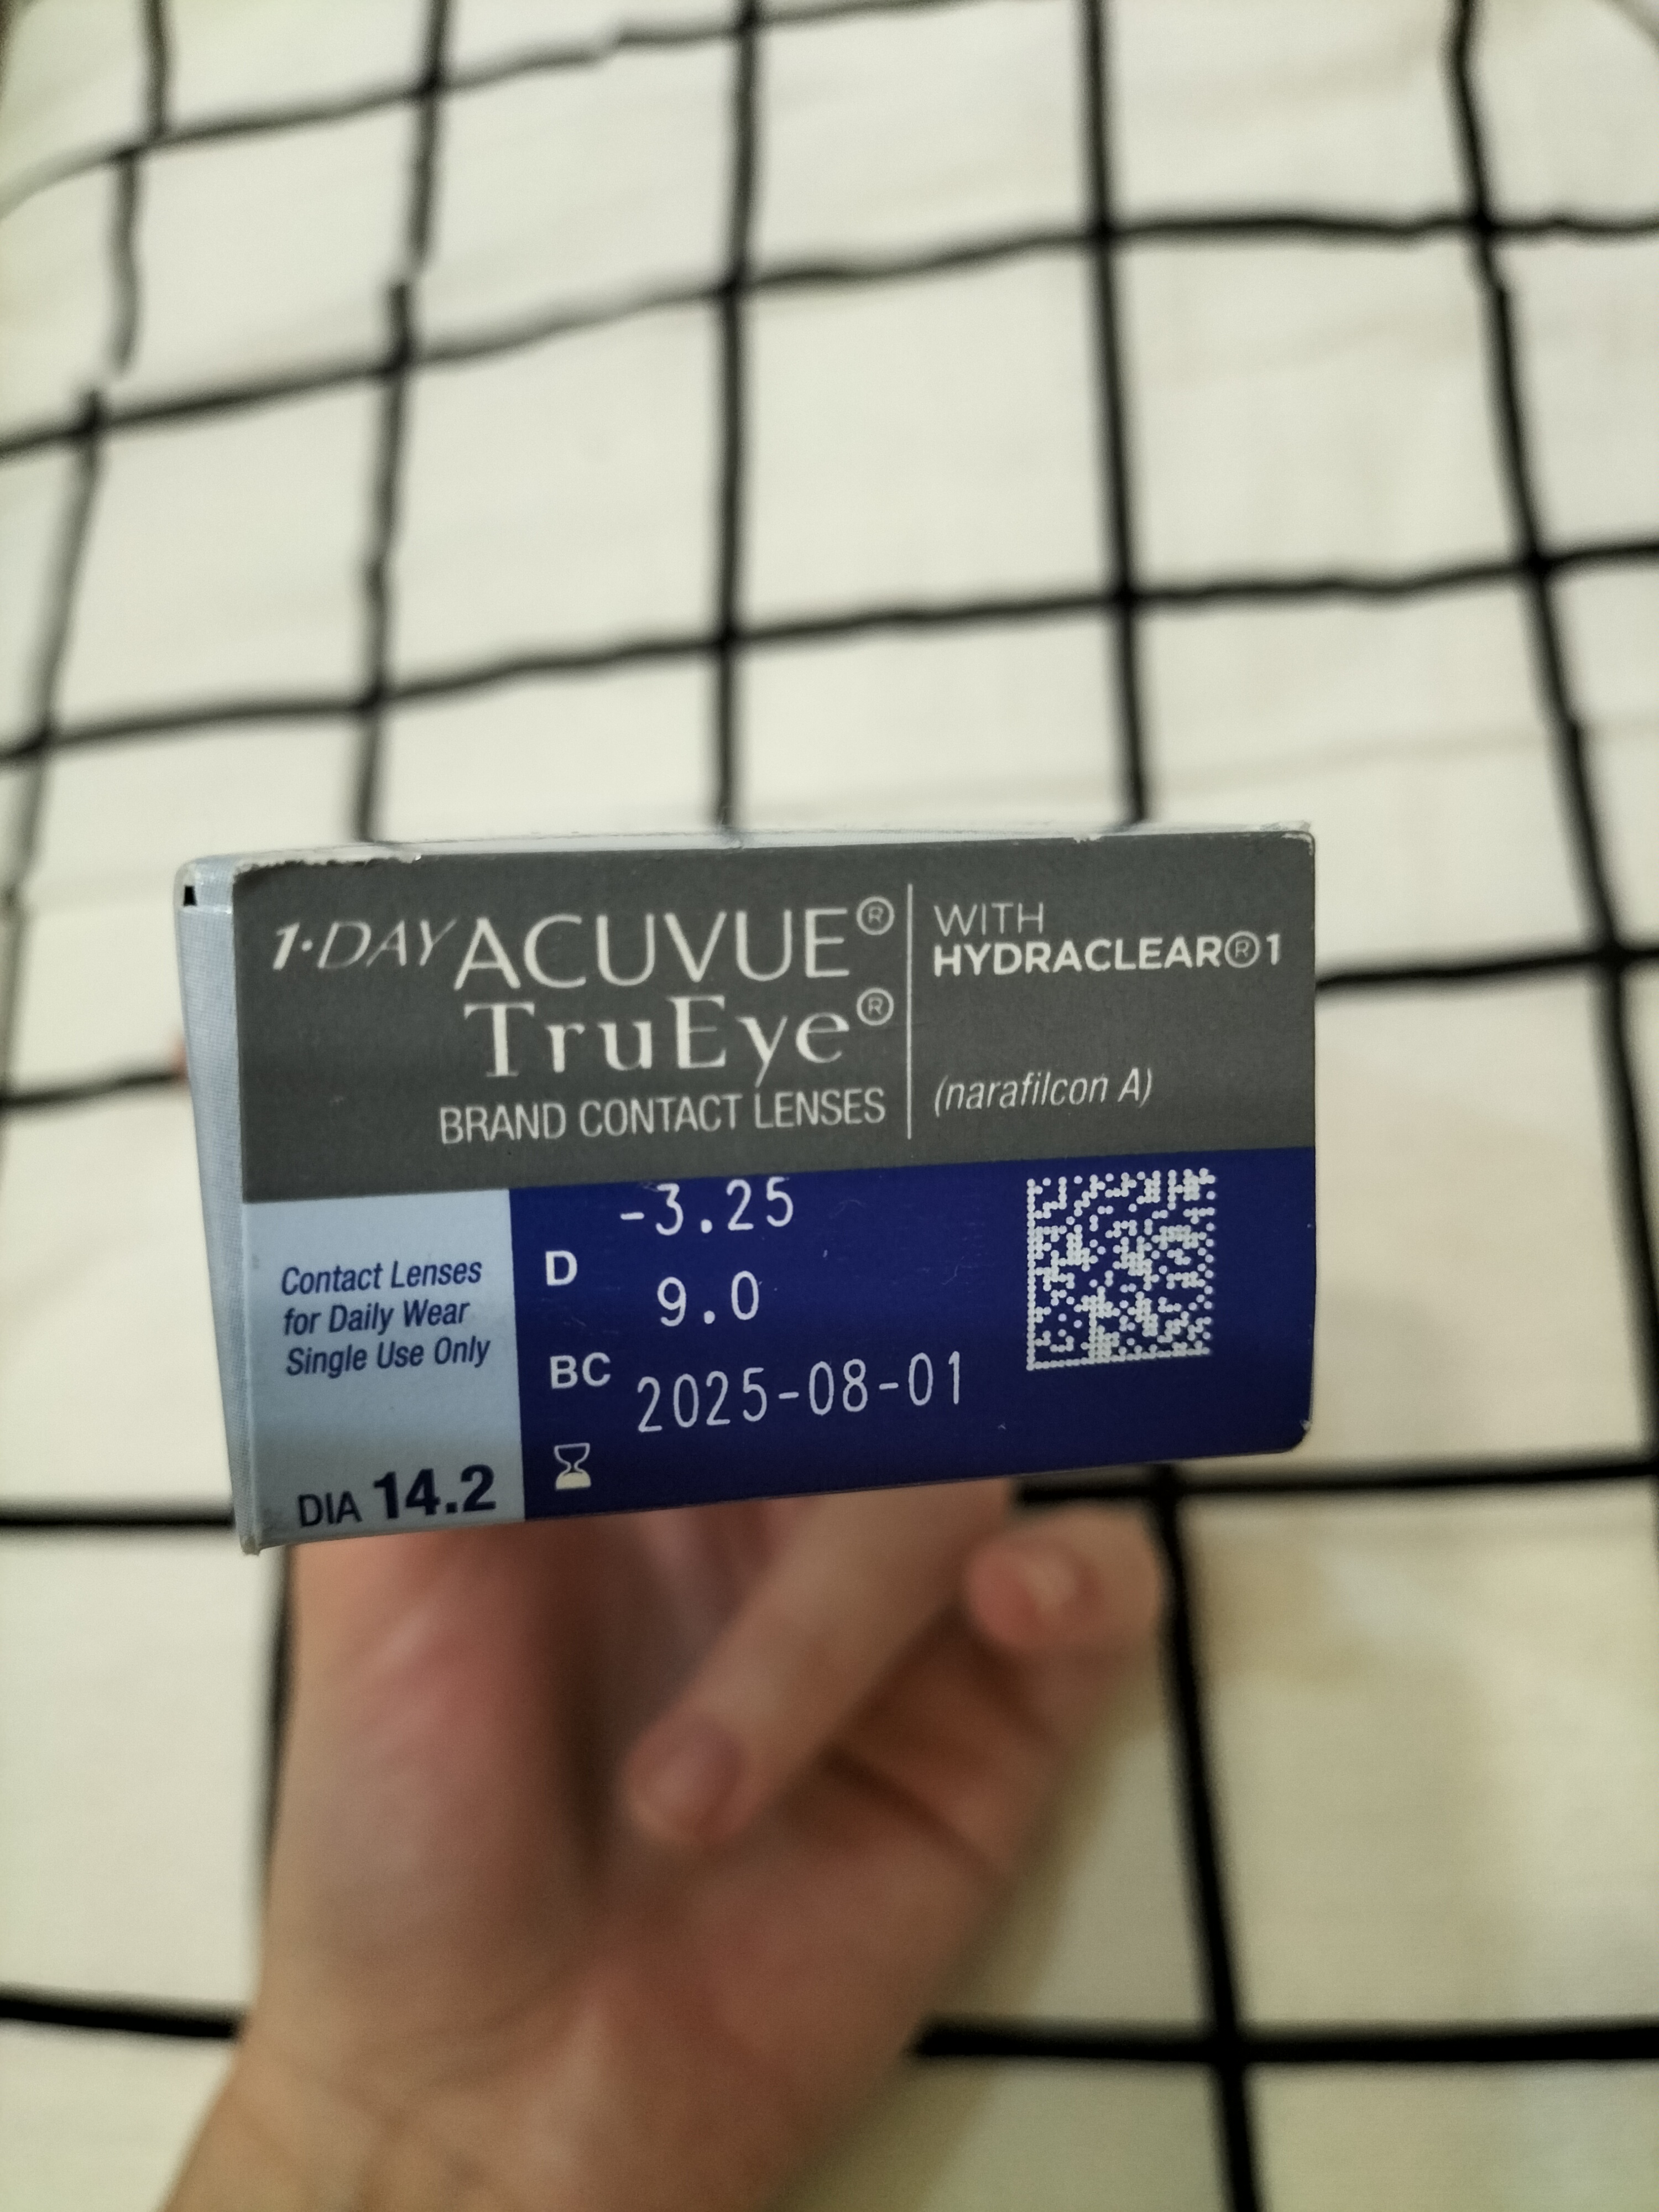 1·DAY ACUVUE®
TruEye®
BRAND CONTACT LENSES
WITH
HYDRACLEAR®1
(narafilcon A)
Contact Lenses
for Daily Wear
Single Use Only
DIA 14.2
-3.25
D
9.0
BC
2025-08-01